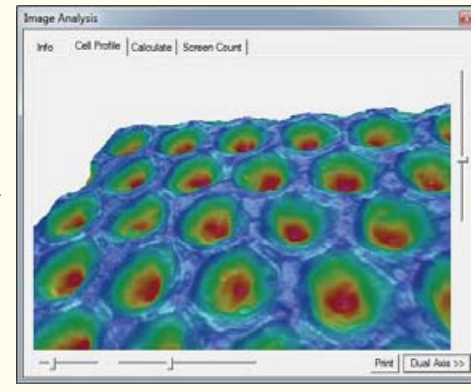 Image Analysis
Info Cell Profile Calculate Screen Count
Print Dual Axis >>